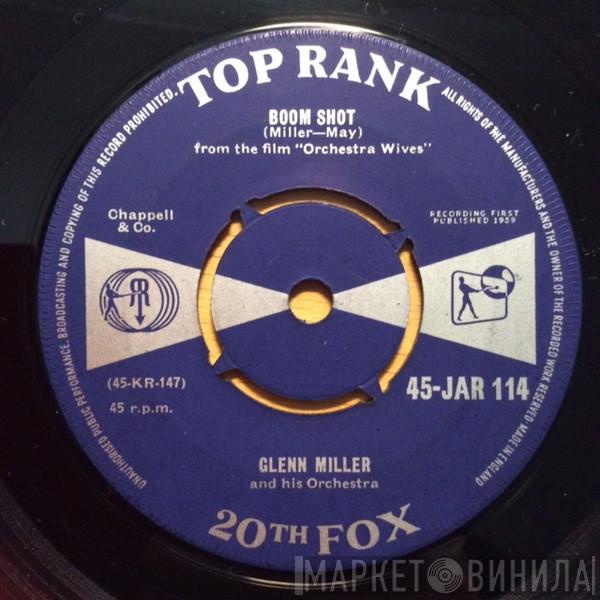 TOP RANK
BOOM SHOT
(Miller—May)
from the film "Orchestra Wives"
Chappell
& Co.
RECORDING FIRST
PUBLISHED 1959
(45-KR-147)
45 r.p.m.
45-JAR 114
GLENN MILLER
and his Orchestra
20TH FOX
UNAUTHORISED PUBLIC PERFORMANCE, BROADCASTING AND COPYING OF THIS RECORD PROHIBITED.
ALL RIGHTS OF THE MANUFACTURERS AND THE OWNER OF THE RECORDED WORK RESERVED. MADE IN ENGLAND
МАРКЕТ ВИНИЛА